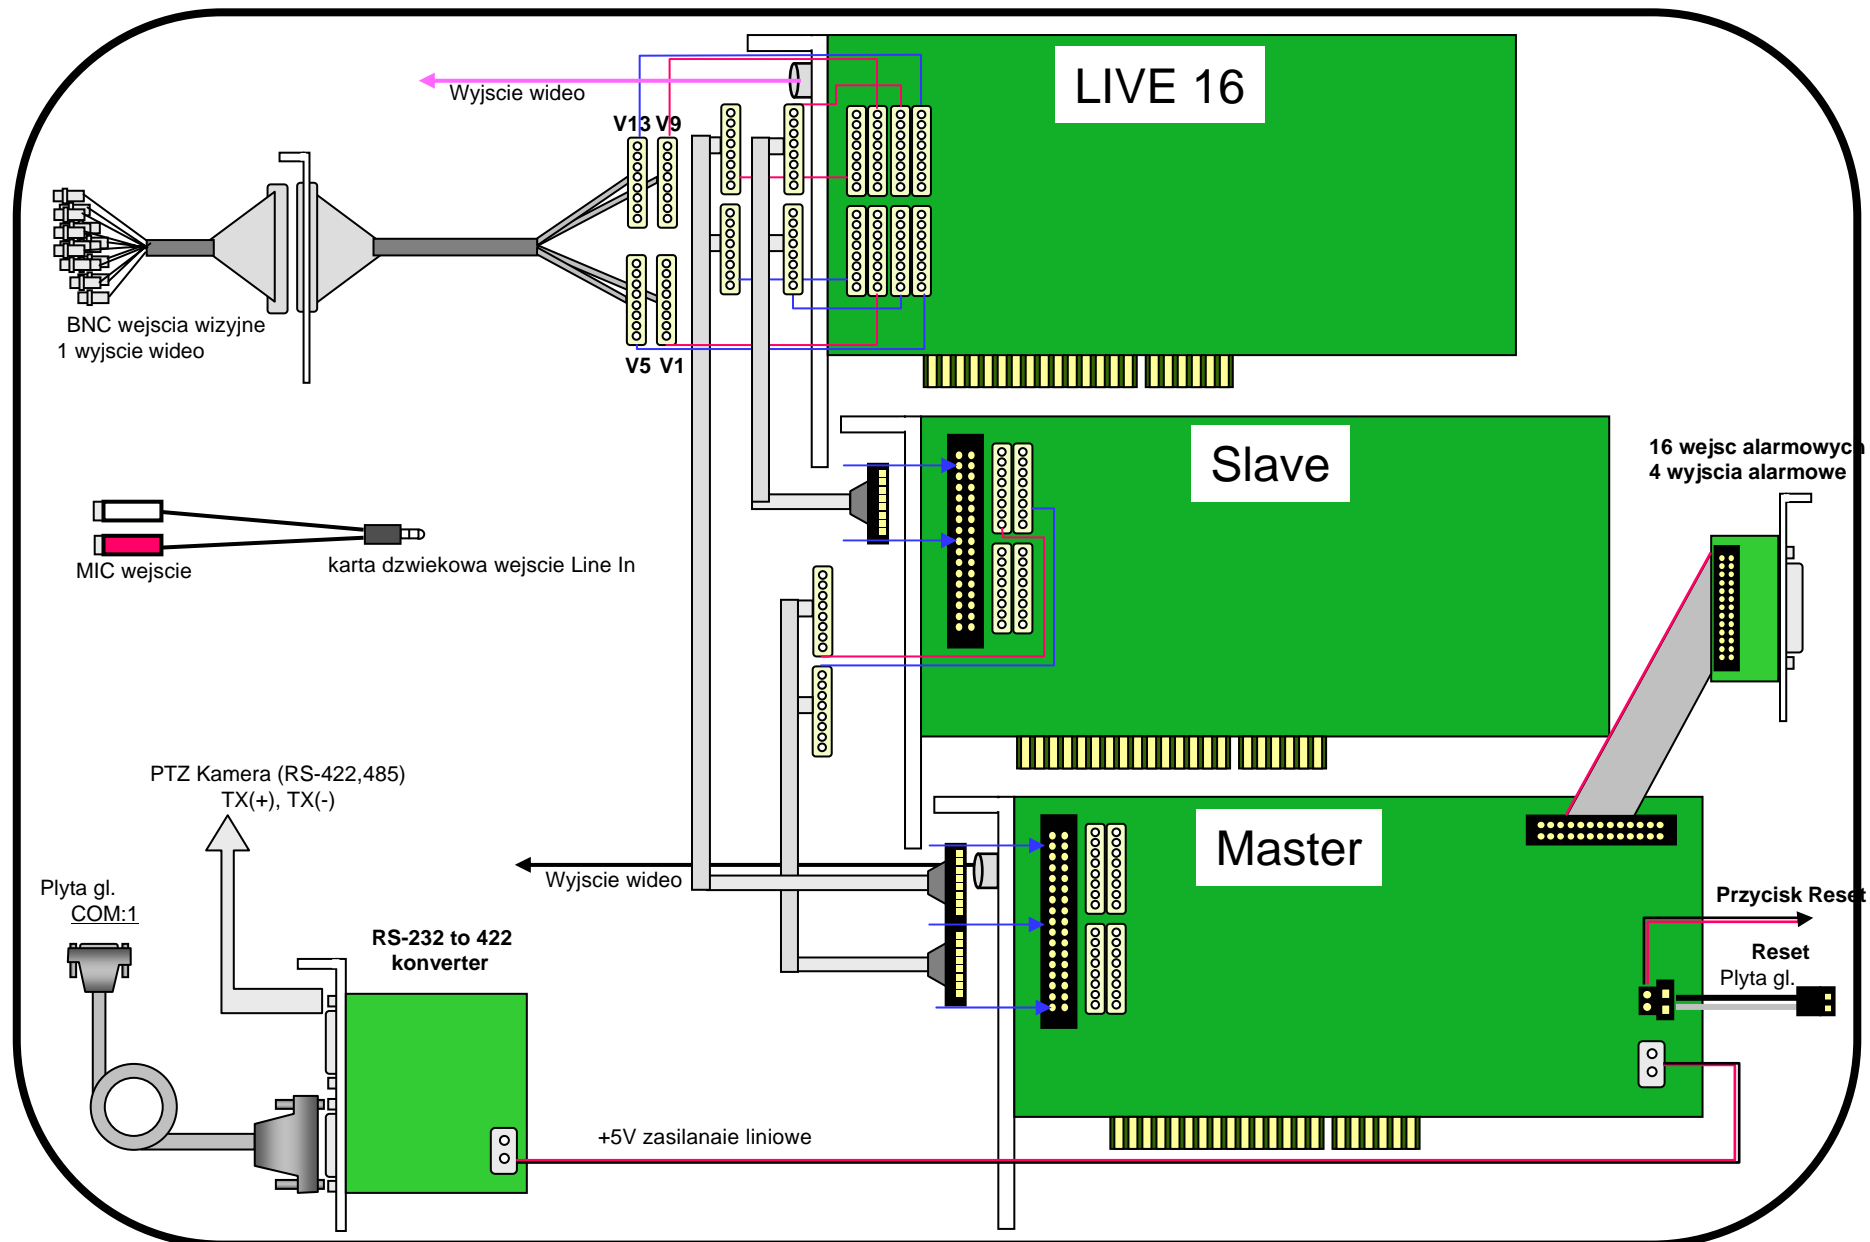 LIVE 16
Wyjscie wideo
V13 V9
BNC wejscia wizyjne
1 wyjscie wideo
V5 V1
Slave
16 wejsc alarmowych
4 wyjscia alarmowe
MIC wejscie
karta dzwiekowa wejscie Line In
PTZ Kamera (RS-422,485)
TX(+), TX(-)
Master
Wyjscie wideo
Plyta gl.
COM:1
Przycisk Reset
RS-232 to 422
konverter
Reset
Plyta gl.
+5V zasilanaie liniowe